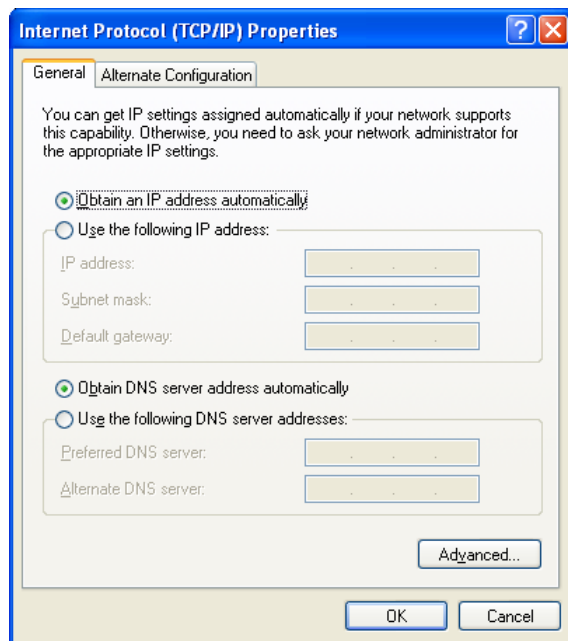 Internet Protocol (TCP/IP) Properties
General
Alternate Configuration
You can get IP settings assigned automatically if your network supports
this capability. Otherwise, you need to ask your network administrator for
the appropriate IP settings.
Obtain an IP address automatically
Use the following IP address:
IP address:
Subnet mask:
Default gateway:
Obtain DNS server address automatically
Use the following DNS server addresses:
Preferred DNS server:
Alternate DNS server:
Advanced...
OK
Cancel